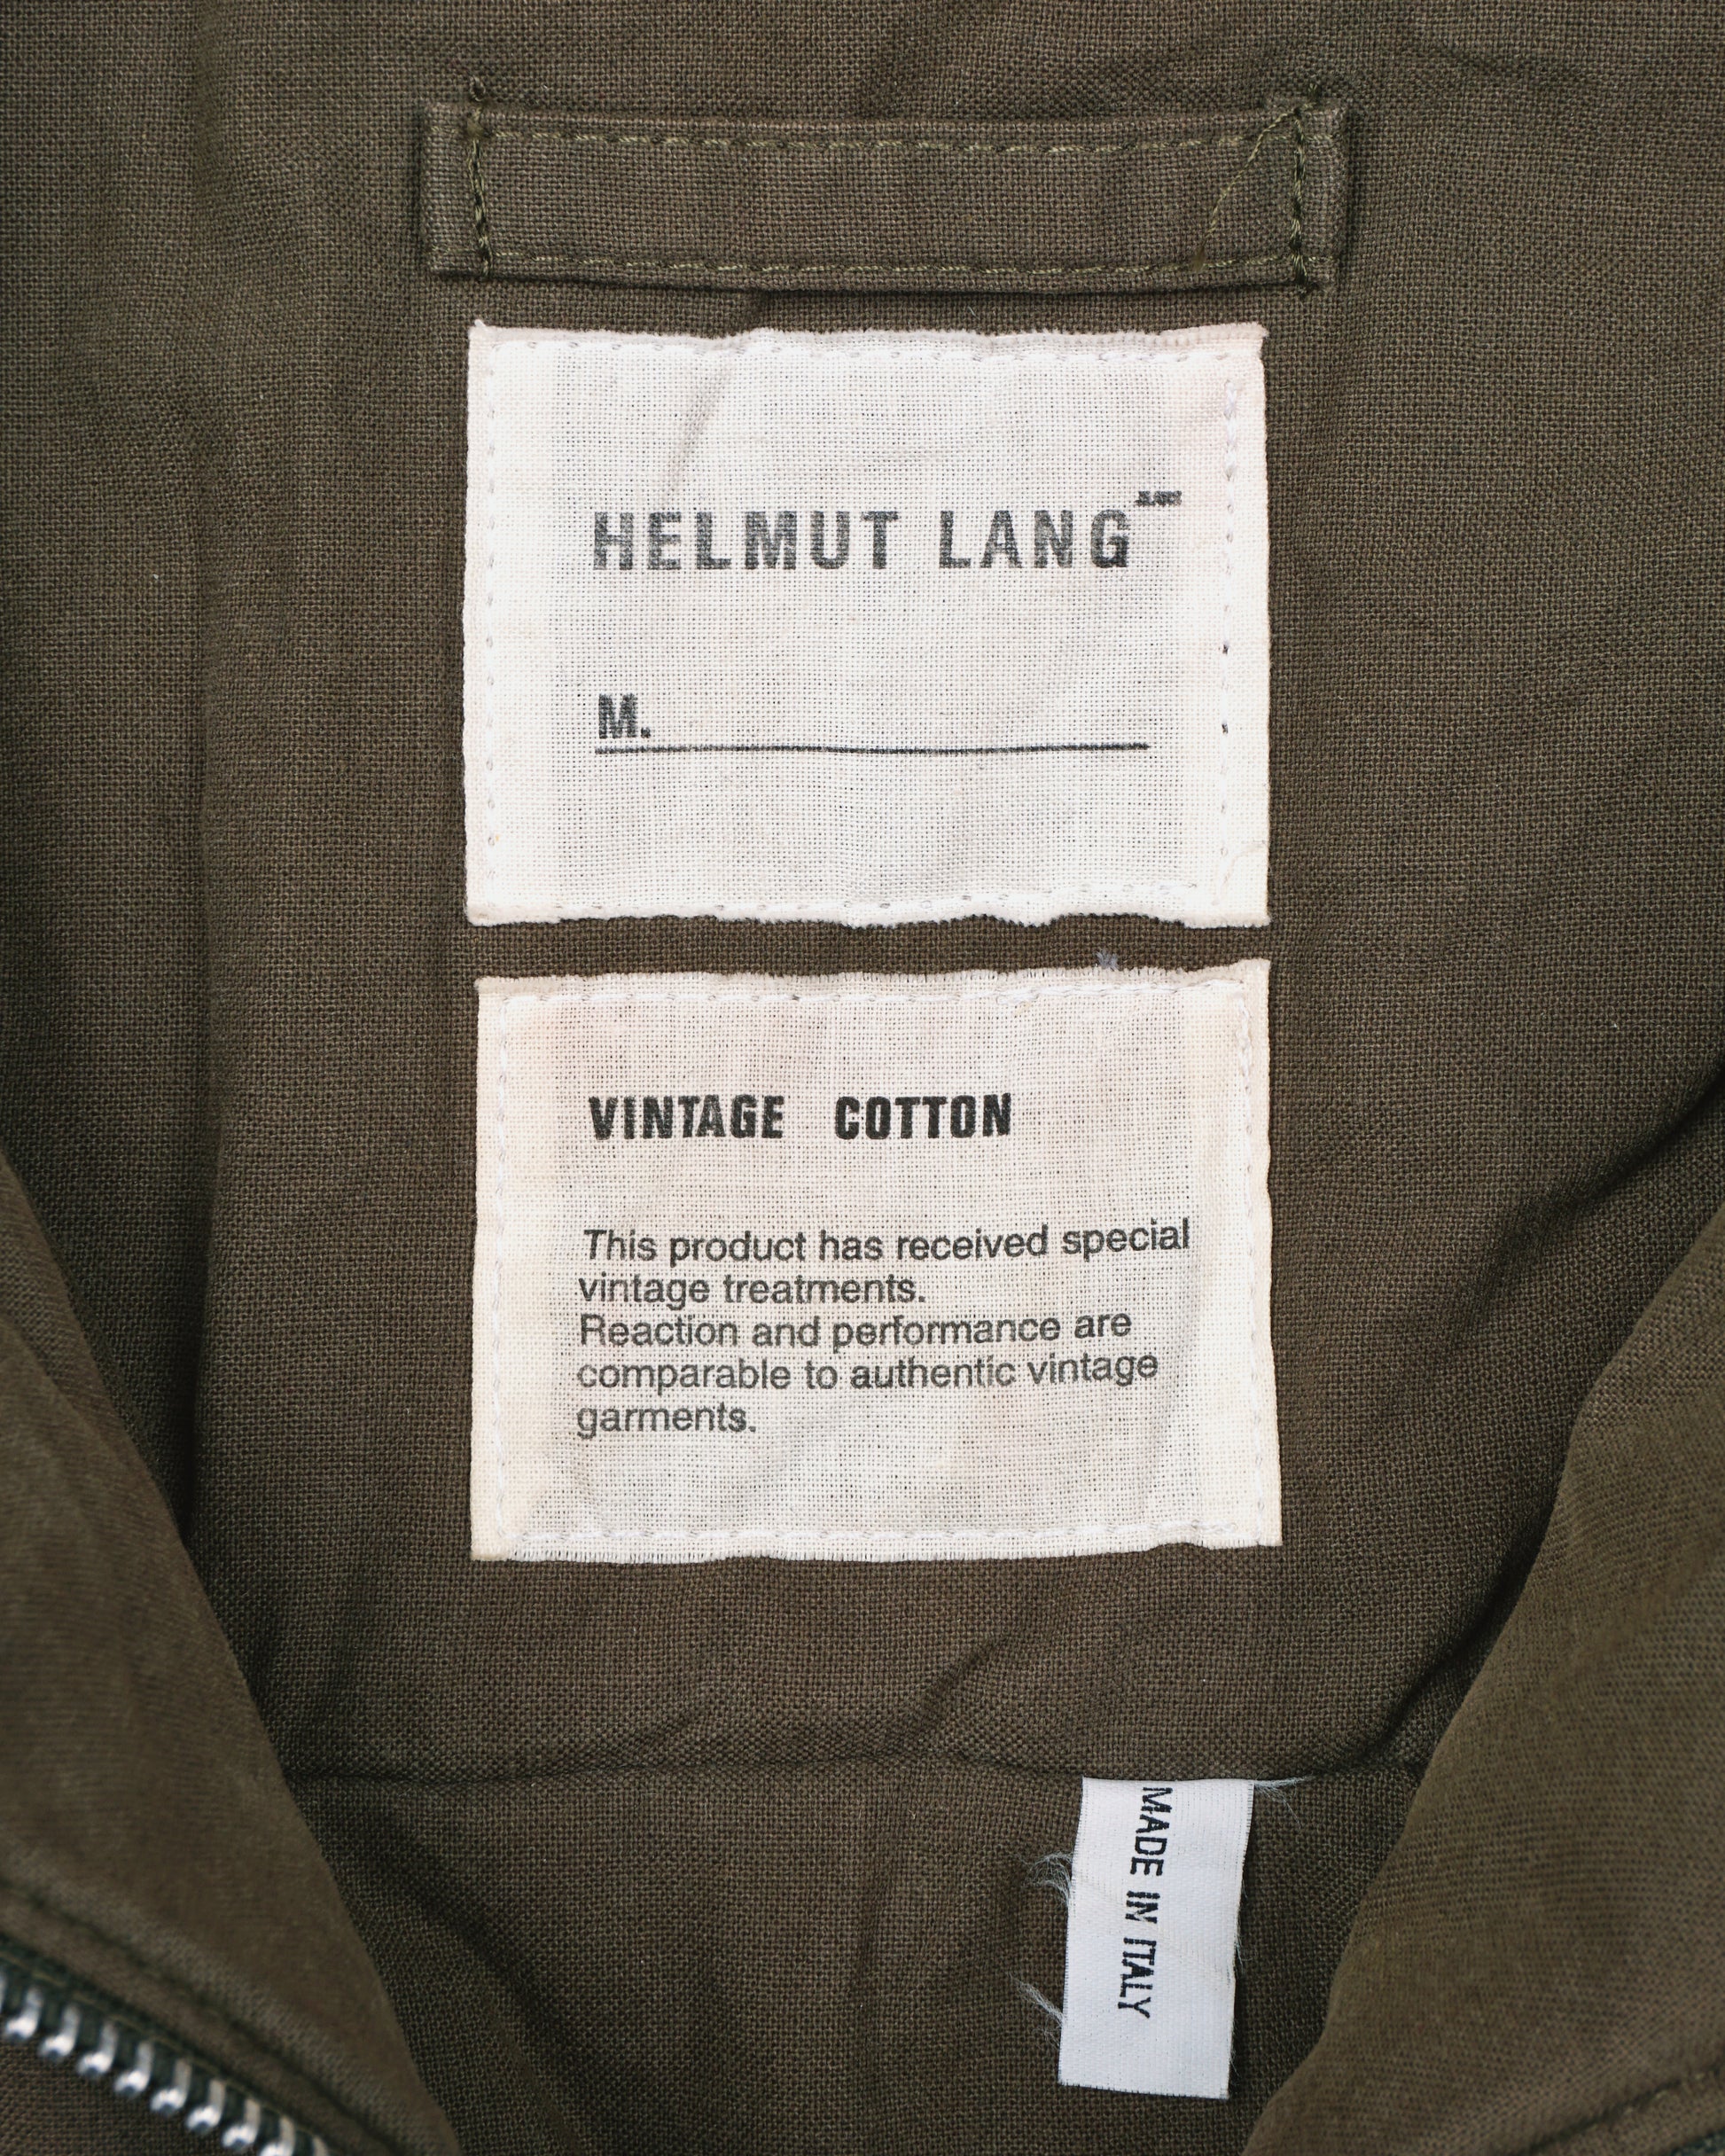 HELMUT LANG
M.
VINTAGE COTTON
This product has received special
vintage treatments.
Reaction and performance are
comparable to authentic vintage
garments.
MADE IN ITALY